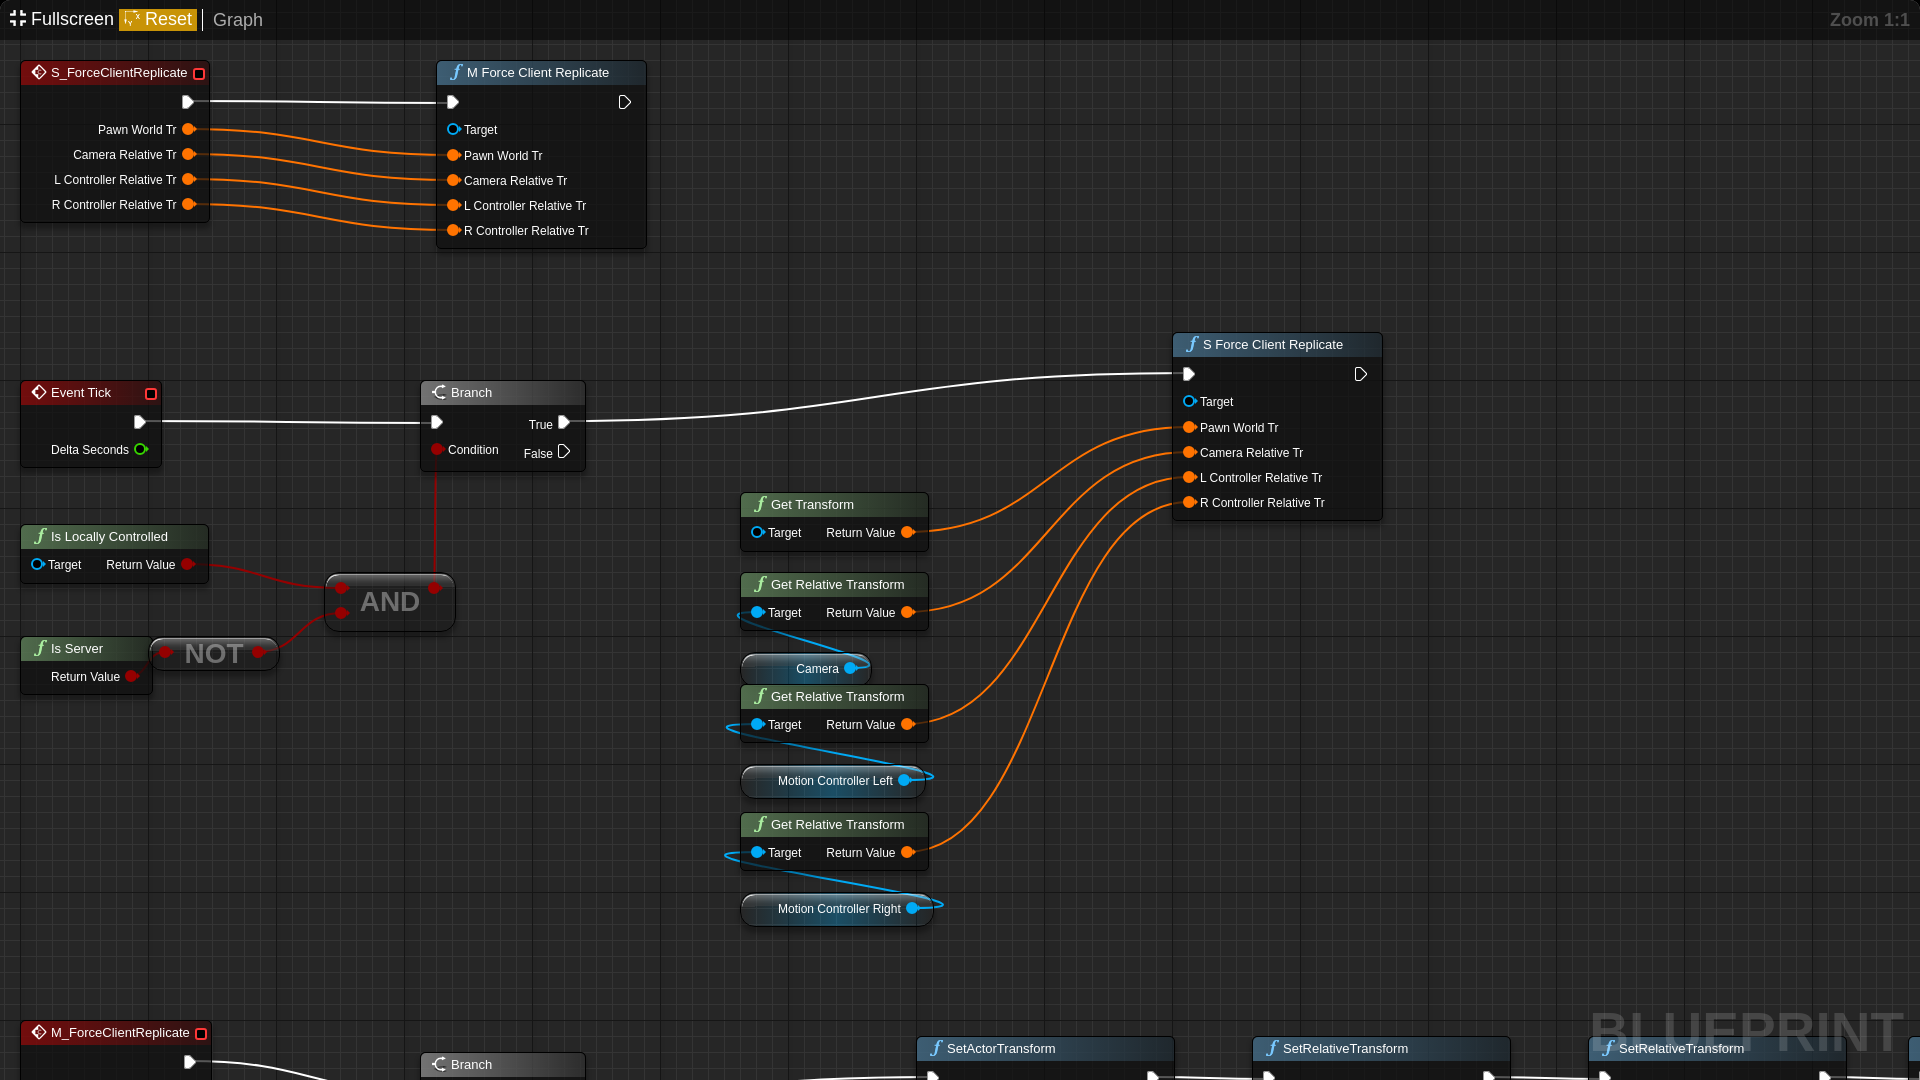 Fullscreen Reset Graph
Zoom 1:1
S_ForceClientReplicate
Pawn World Tr
Camera Relative Tr
L Controller Relative Tr
R Controller Relative Tr
M Force Client Replicate
Target
Pawn World Tr
Camera Relative Tr
L Controller Relative Tr
R Controller Relative Tr
S Force Client Replicate
Target
Pawn World Tr
Camera Relative Tr
L Controller Relative Tr
R Controller Relative Tr
Event Tick
Delta Seconds
Branch
True
Condition
False
Is Locally Controlled
Target Return Value
AND
Is Server
Return Value
NOT
Get Transform
Target Return Value
Get Relative Transform
Target Return Value
Camera
Get Relative Transform
Target Return Value
Motion Controller Left
Get Relative Transform
Target Return Value
Motion Controller Right
M_ForceClientReplicate
Branch
SetActorTransform
SetRelativeTransform
SetRelativeTransform
BLUEPRINT